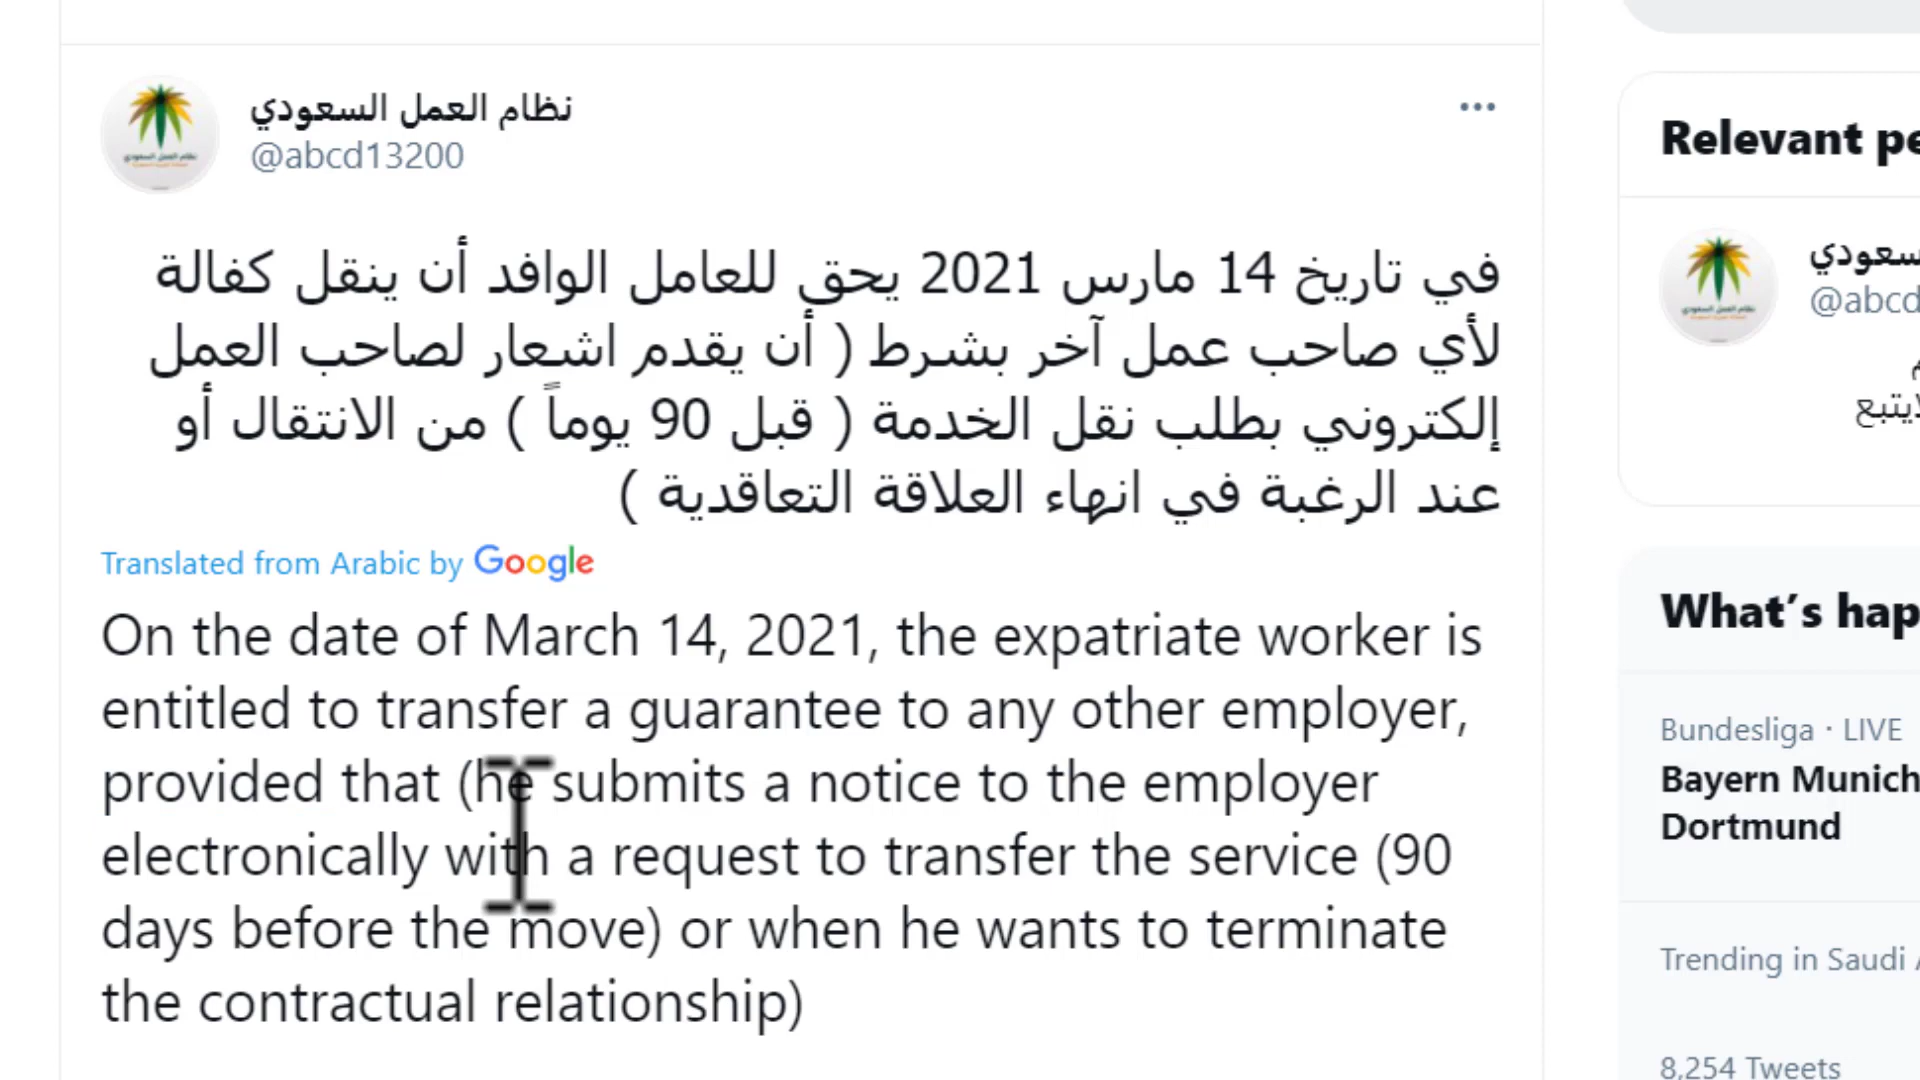 نظام العمل السعودي
@abcd13200
في تاريخ 14 مارس 2021 يحق للعامل الوافد أن ينقل كفالة
لأي صاحب عمل آخر بشرط ( أن يقدم اشعار لصاحب العمل
إلكتروني بطلب نقل الخدمة ( قبل 90 يوماً ) من الانتقال أو
عند الرغبة في انهاء العلاقة التعاقدية )
Translated from Arabic by Google
On the date of March 14, 2021, the expatriate worker is
entitled to transfer a guarantee to any other employer,
provided that (he submits a notice to the employer
electronically with a request to transfer the service (90
days before the move) or when he wants to terminate
the contractual relationship)
Relevant pe
سعودي
@abcd
م
لايتبع
What's hap
Bundesliga · LIVE
Bayern Munich
Dortmund
Trending in Saudi A
8,254 Tweets